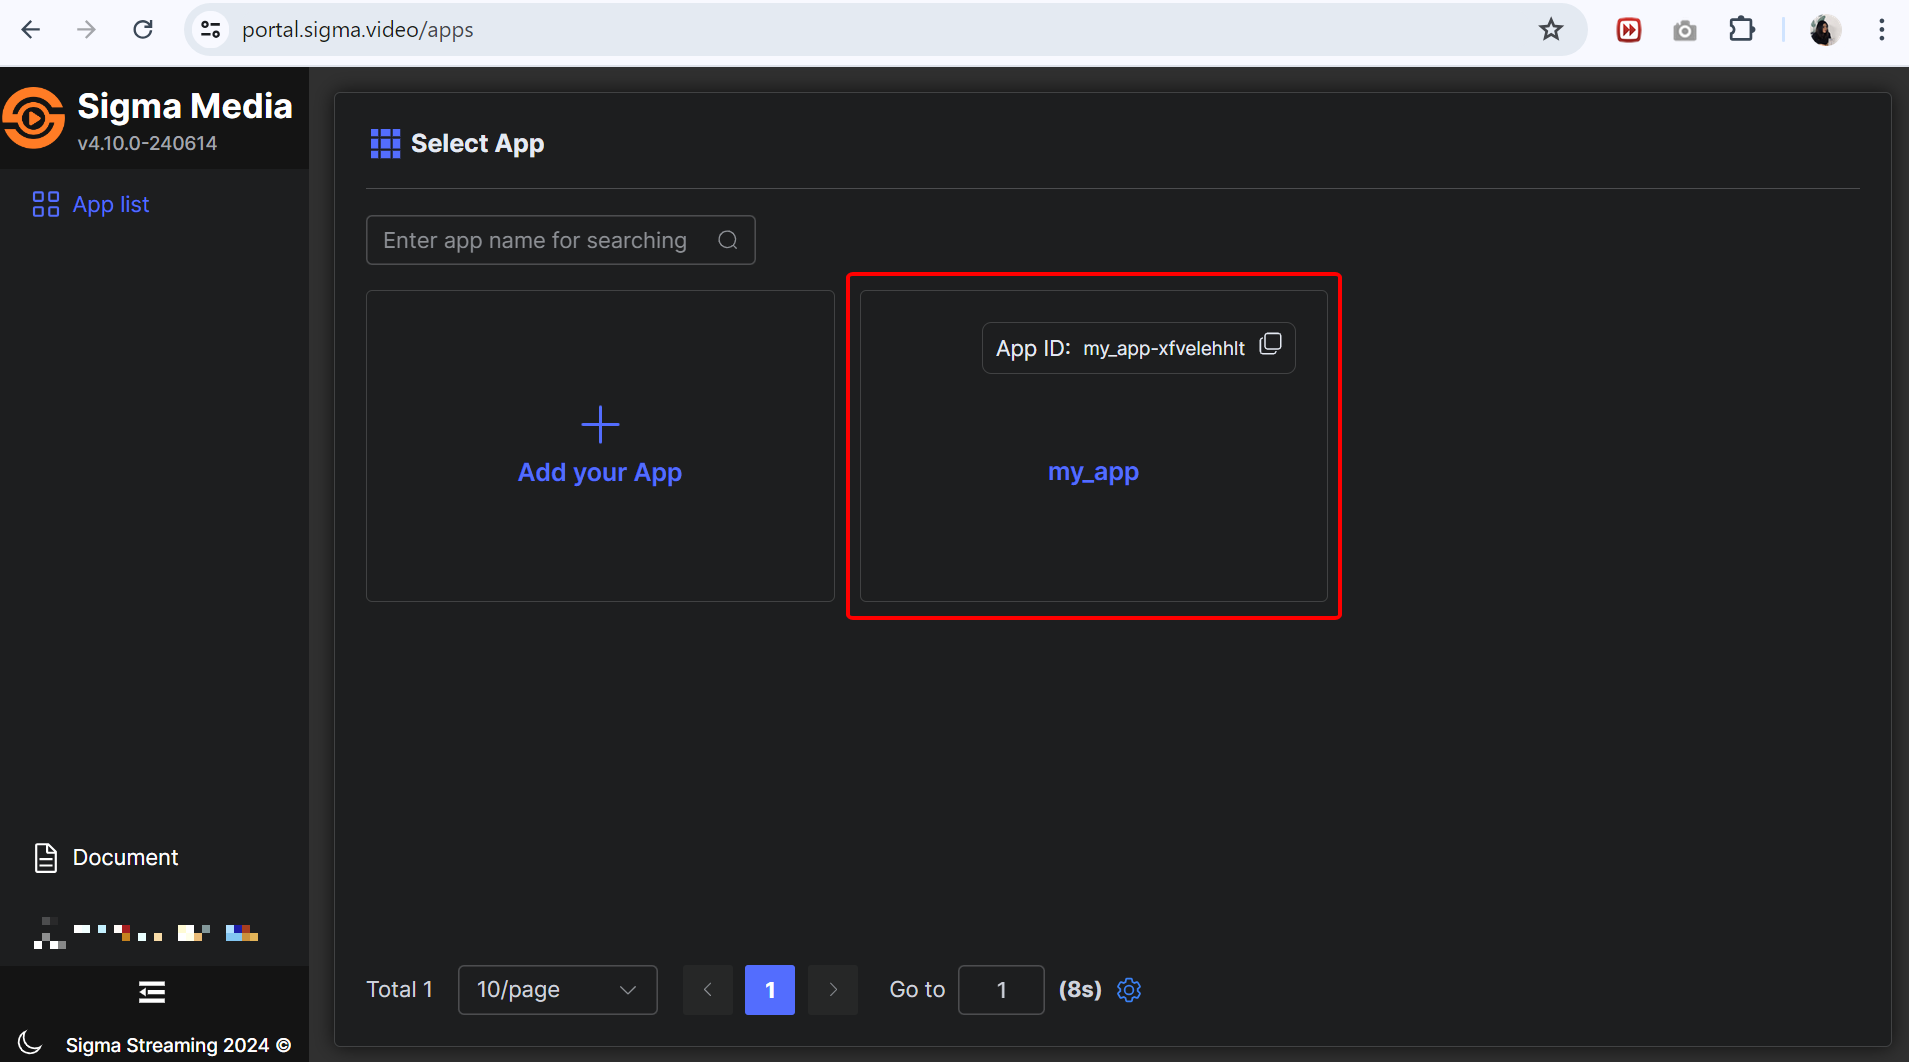 portal.sigma.video/apps
Sigma Media
v4.10.0-240614
App list
Select App
Enter app name for searching
Add your App
App ID: my_app-xfvelehhlt
my_app
Document
Total 1 10/page 1 Go to 1 (8s)
Sigma Streaming 2024 ©